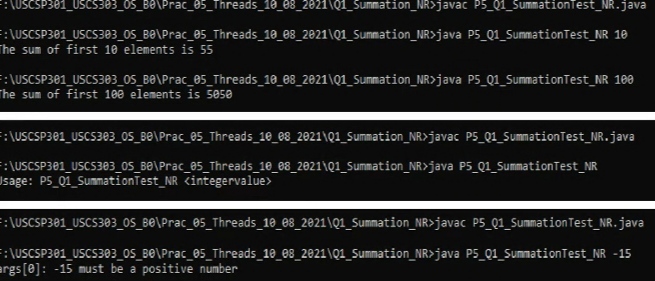 F:\USCSP301_USCS303_OS_B0\Prac_05_Threads_10_08_2021\Q1_Summation_NR>javac P5_Q1_SummationTest_NR.java
F:\USCSP301_USCS303_OS_B0\Prac_05_Threads_10_08_2021\Q1_Summation_NR>java P5_Q1_SummationTest_NR 10
The sum of first 10 elements is 55
F:\USCSP301_USCS303_OS_B0\Prac_05_Threads_10_08_2021\Q1_Summation_NR>java P5_Q1_SummationTest_NR 100
The sum of first 100 elements is 5050
F:\USCSP301_USCS303_OS_B0\Prac_05_Threads_10_08_2021\Q1_Summation_NR>javac P5_Q1_SummationTest_NR.java
F:\USCSP301_USCS303_OS_B0\Prac_05_Threads_10_08_2021\Q1_Summation_NR>java P5_Q1_SummationTest_NR
Usage: P5_Q1_SummationTest_NR <integervalue>
F:\USCSP301_USCS303_OS_B0\Prac_05_Threads_10_08_2021\Q1_Summation_NR>javac P5_Q1_SummationTest_NR.java
F:\USCSP301_USCS303_OS_B0\Prac_05_Threads_10_08_2021\Q1_Summation_NR>java P5_Q1_SummationTest_NR -15
args[0]: -15 must be a positive number